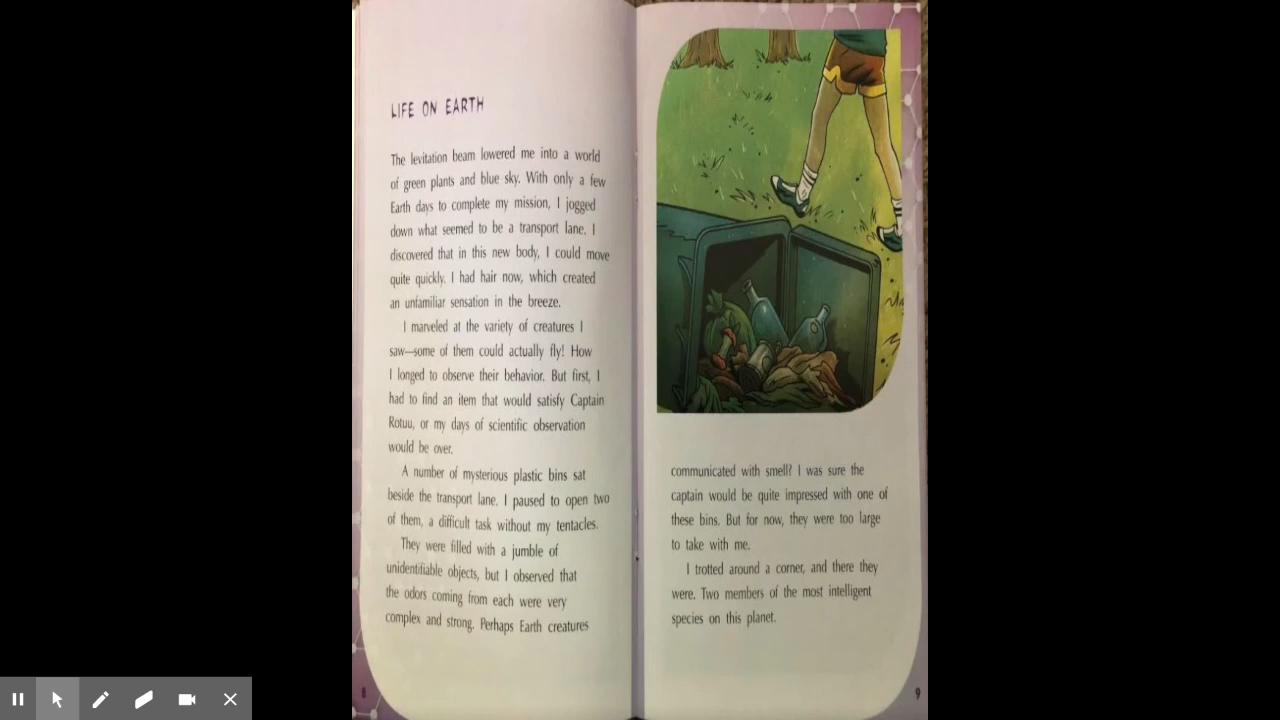 LIFE ON EARTH
The levitation beam lowered me into a world
of green plants and blue sky. With only a few
Earth days to complete my mission, I jogged
down what seemed to be a transport lane. I
discovered that in this new body, I could move
quite quickly. I had hair now, which created
an unfamiliar sensation in the breeze.
I marveled at the variety of creatures I
saw—some of them could actually fly! How
I longed to observe their behavior. But first, I
had to find an item that would satisfy Captain
Rotuu, or my days of scientific observation
would be over.
A number of mysterious plastic bins sat
beside the transport lane. I paused to open two
of them, a difficult task without my tentacles.
They were filled with a jumble of
unidentifiable objects, but I observed that
the odors coming from each were very
complex and strong. Perhaps Earth creatures
8
communicated with smell? I was sure the
captain would be quite impressed with one of
these bins. But for now, they were too large
to take with me.
I trotted around a corner, and there they
were. Two members of the most intelligent
species on this planet.
9